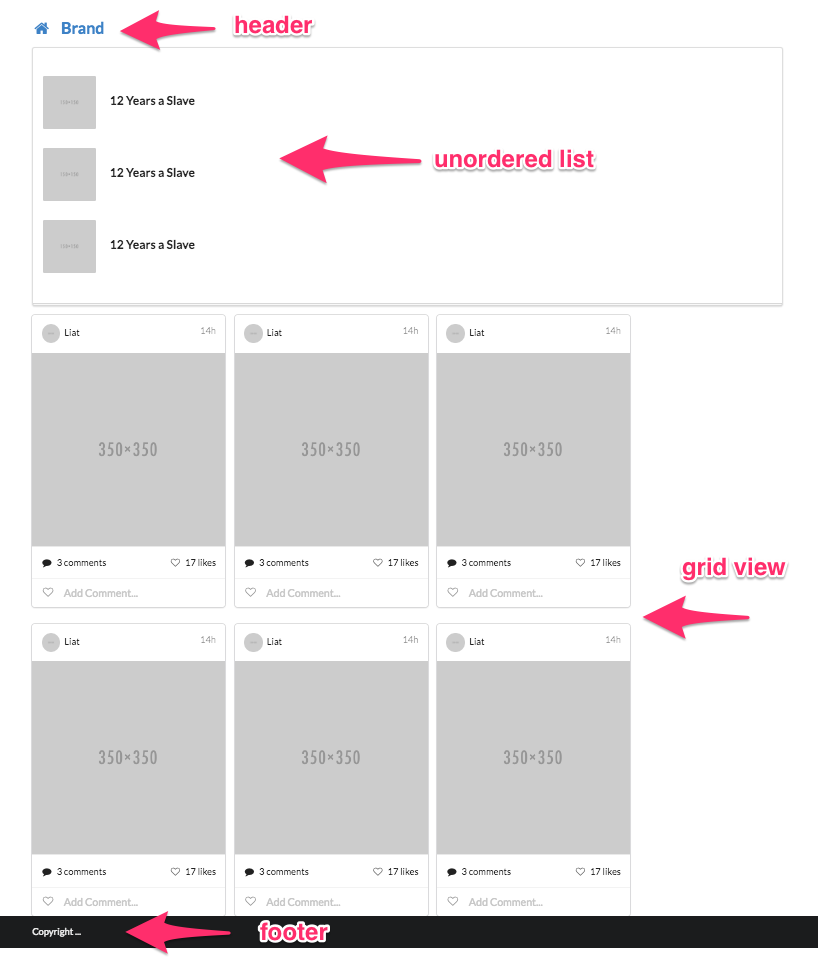 Brand
header
12 Years a Slave
unordered list
12 Years a Slave
12 Years a Slave
Liat 14h Liat 14h Liat 14h
350×350 350×350 350×350
3 comments 17 likes 3 comments 17 likes 3 comments 17 likes
grid view
Add Comment... Add Comment... Add Comment...
Liat 14h Liat 14h Liat 14h
350×350 350×350 350×350
3 comments 17 likes 3 comments 17 likes 3 comments 17 likes
Add Comment... Add Comment... Add Comment...
Copyright ...
footer